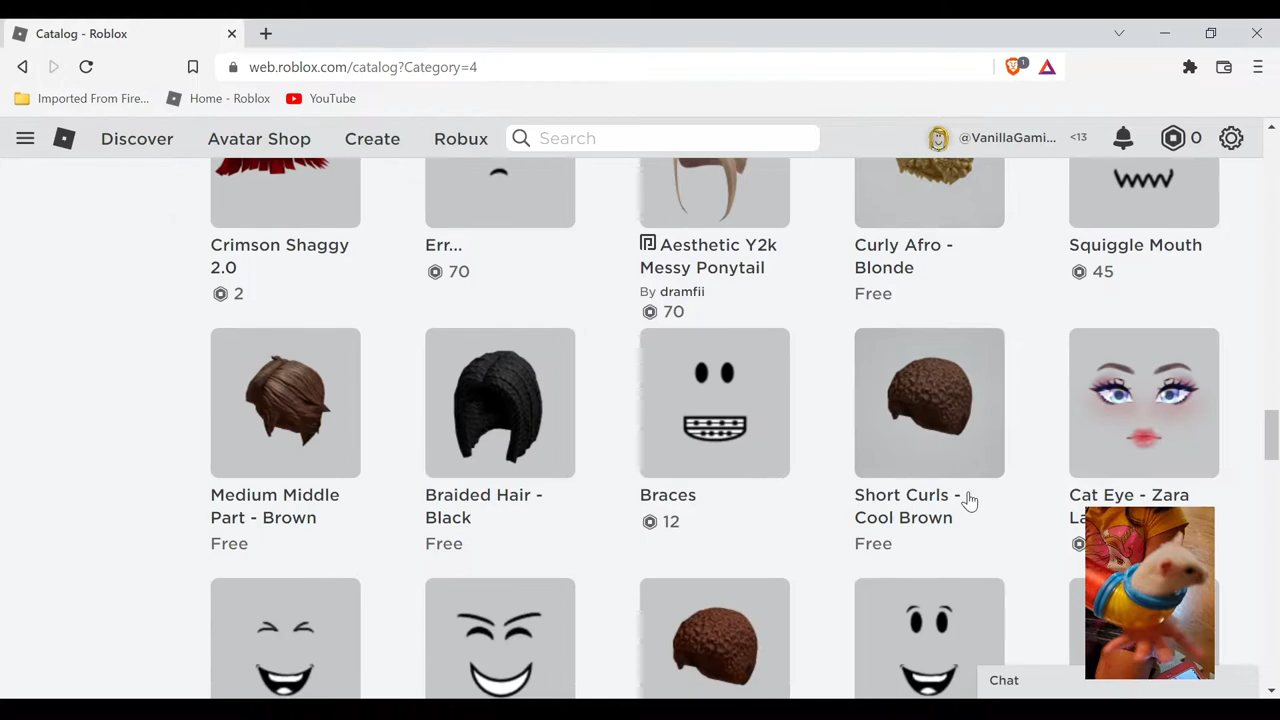 Catalog - Roblox
web.roblox.com/catalog?Category=4
1
Imported From Fire...
Home - Roblox
YouTube
Discover
Avatar Shop
Create
Robux
Search
@VanillaGami...
<13
0
Crimson Shaggy
2.0
2
Err...
70
Aesthetic Y2k
Messy Ponytail
By dramfii
70
Curly Afro -
Blonde
Free
Squiggle Mouth
45
Medium Middle
Part - Brown
Free
Braided Hair -
Black
Free
Braces
12
Short Curls -
Cool Brown
Free
Cat Eye - Zara
Chat